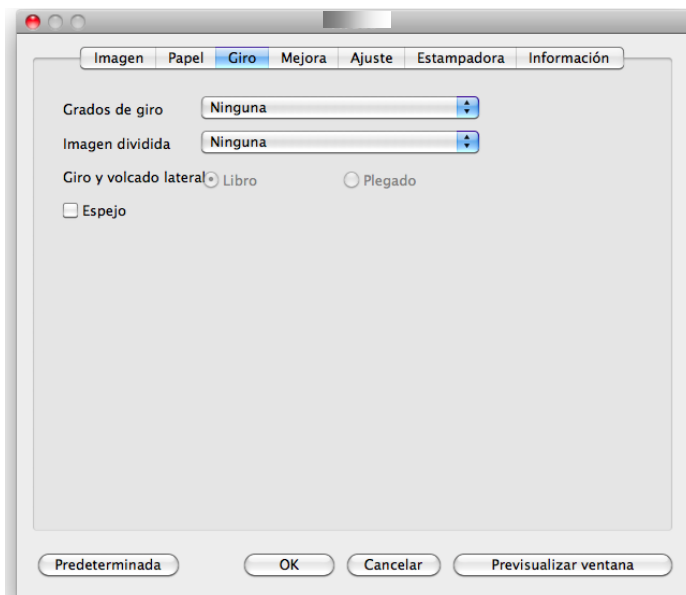 Imagen Papel Giro Mejora Ajuste Estampadora Información
Grados de giro Ninguna
Imagen dividida Ninguna
Giro y volcado lateral Libro Plegado
Espejo
Predeterminada OK Cancelar Previsualizar ventana